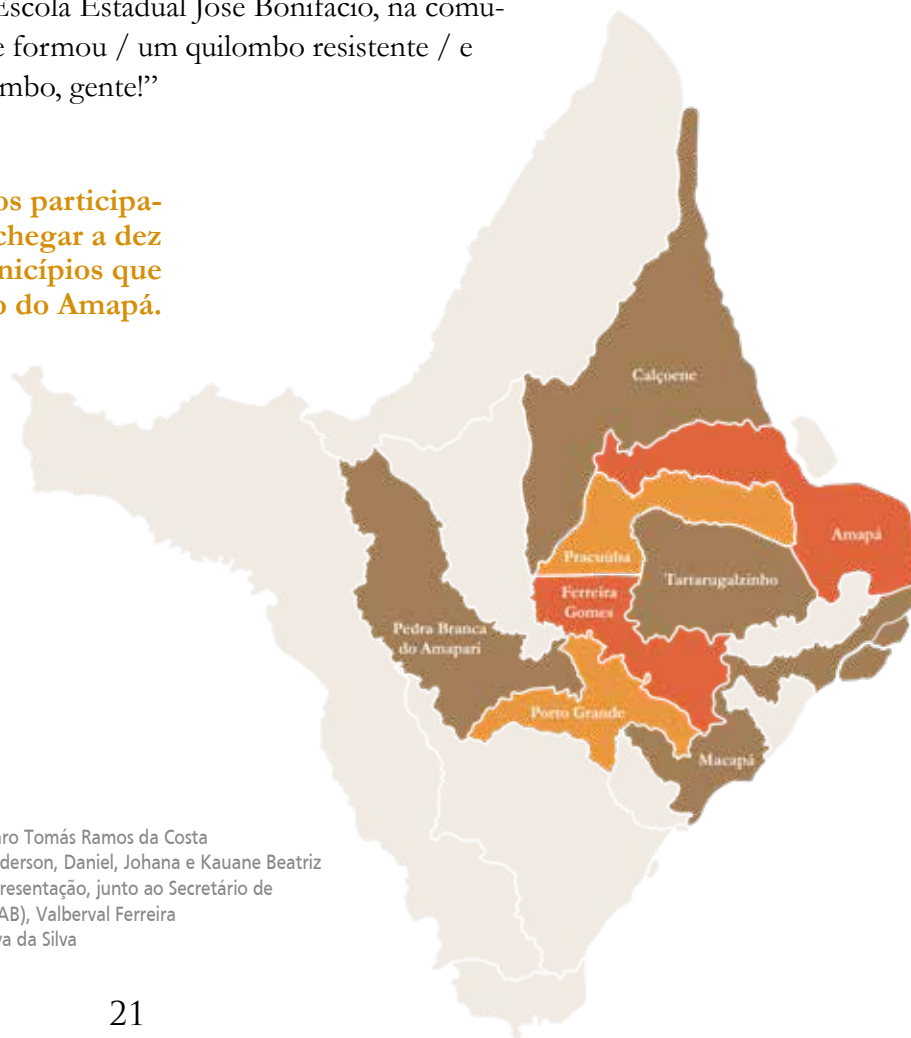 Escola Estadual José Bonifácio, na comu-
e formou / um quilombo resistente / e
mbo, gente!”
os participa-
chegar a dez
nicípios que
o do Amapá.
Calçoene
Amapá
Pracuúba
Tartarugalzinho
Ferreira
Gomes
Pedra Branca
do Amapari
Porto Grande
Macapá
ro Tomás Ramos da Costa
derson, Daniel, Johana e Kauane Beatriz
resentação, junto ao Secretário de
AB), Valberval Ferreira
va da Silva
21